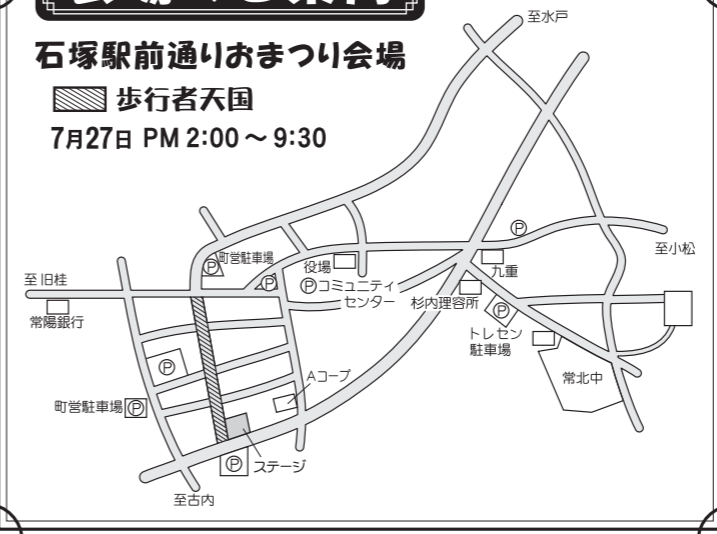 石塚駅前通りおまつり会場
歩行者天国
7月27日 PM 2:00～9:30
至水戸
至小松
至旧桂
常陽銀行
町営駐車場
P
P
役場
Pコミュニティ
センター
P
九重
杉内理容所
P
トレセン
駐車場
常北中
P
町営駐車場 P
Aコープ
ステージ
P
至古内